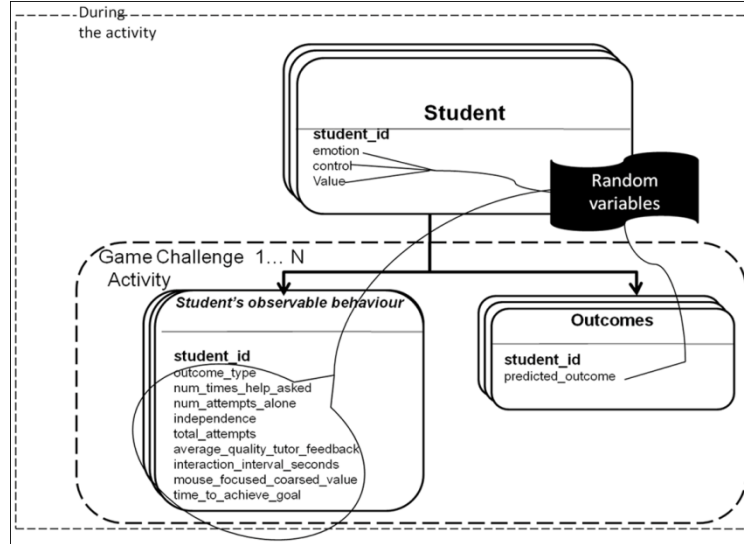 During
the activity
Student
student_id
emotion
control
Value
Random
variables
Game Challenge 1... N
Activity
Student's observable behaviour
student_id
outcome_type
num_times_help_asked
num_attempts_alone
independence
total_attempts
average_quality_tutor_feedback
interaction_interval_seconds
mouse_focused_coarsed_value
time_to_achieve_goal
Outcomes
student_id
predicted_outcome